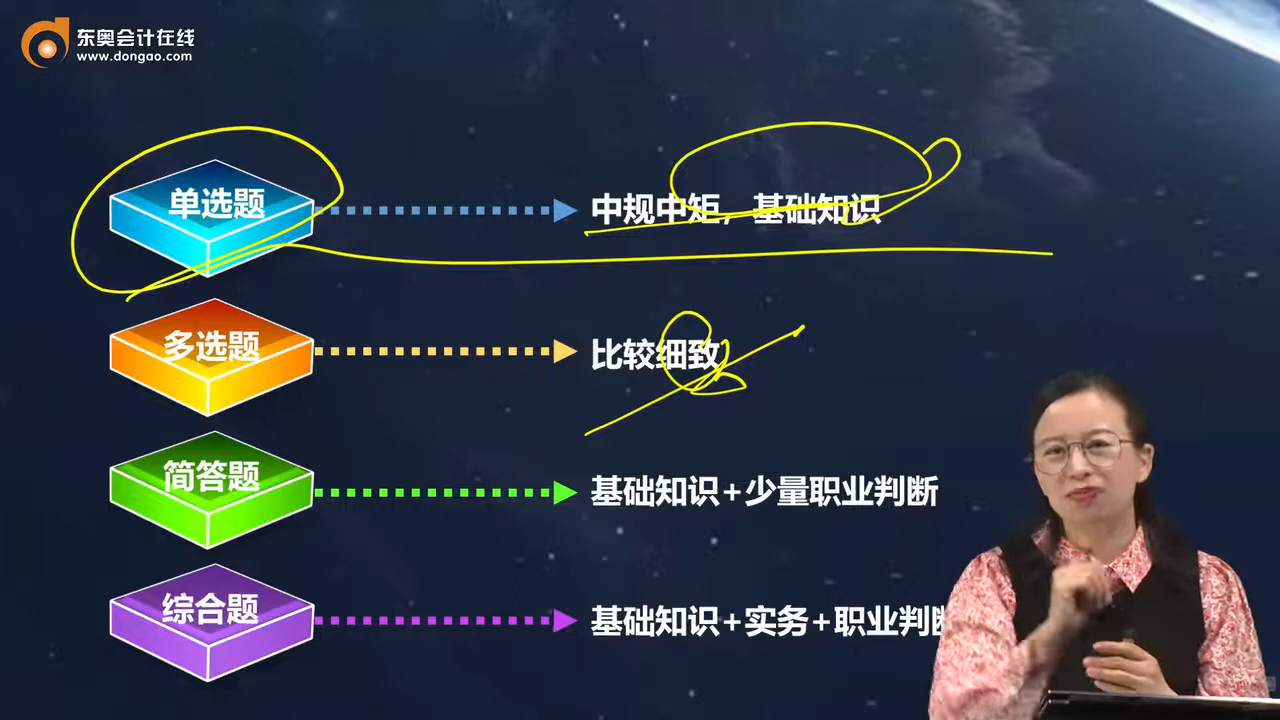 东奥会计在线
www.dongao.com
单选题
中规中矩，基础知识
多选题
比较细致
简答题
基础知识+少量职业判断
综合题
基础知识+实务+职业判断